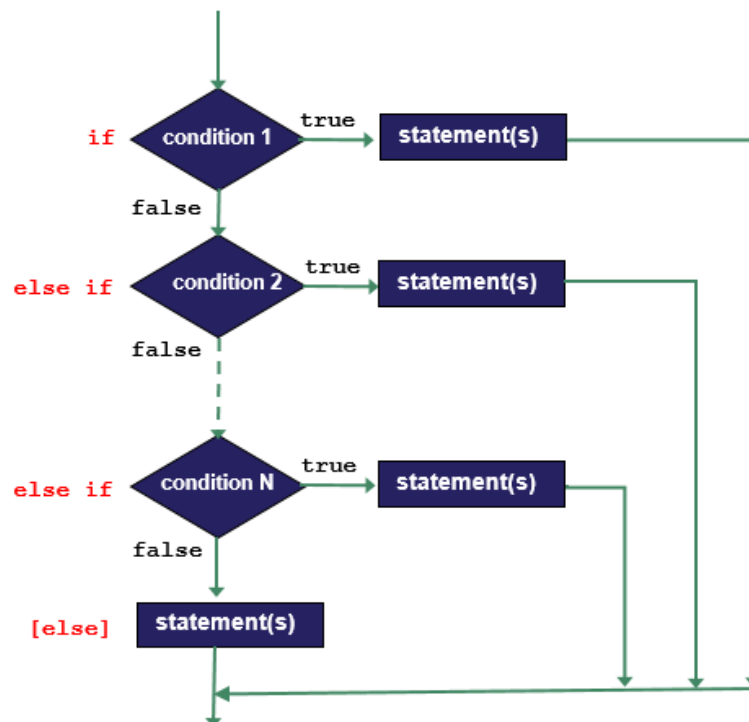 if condition 1 true statement(s)
false
else if condition 2 true statement(s)
false
else if condition N true statement(s)
false
[else] statement(s)